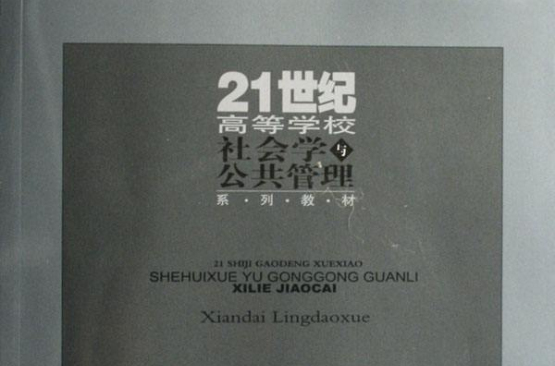 21世纪
高等学校
社会学与
公共管理
系·列·教·材
21 SHIJI GAODENG XUEXIAO
SHEHUIXUE YU GONGGONG GUANLI
XILIE JIAOCAI
Xiandai Lingdaoxue